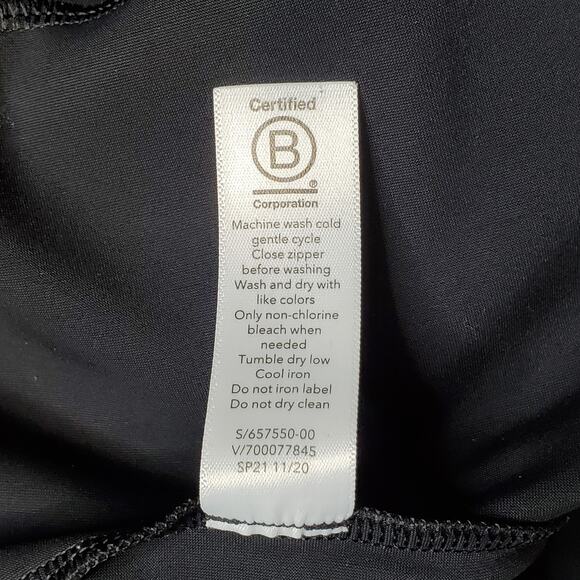 Certified
B
®
Corporation
Machine wash cold
gentle cycle
Close zipper
before washing
Wash and dry with
like colors
Only non-chlorine
bleach when
needed
Tumble dry low
Cool iron
Do not iron label
Do not dry clean
S/657550-00
V/700077845
SP21 11/20